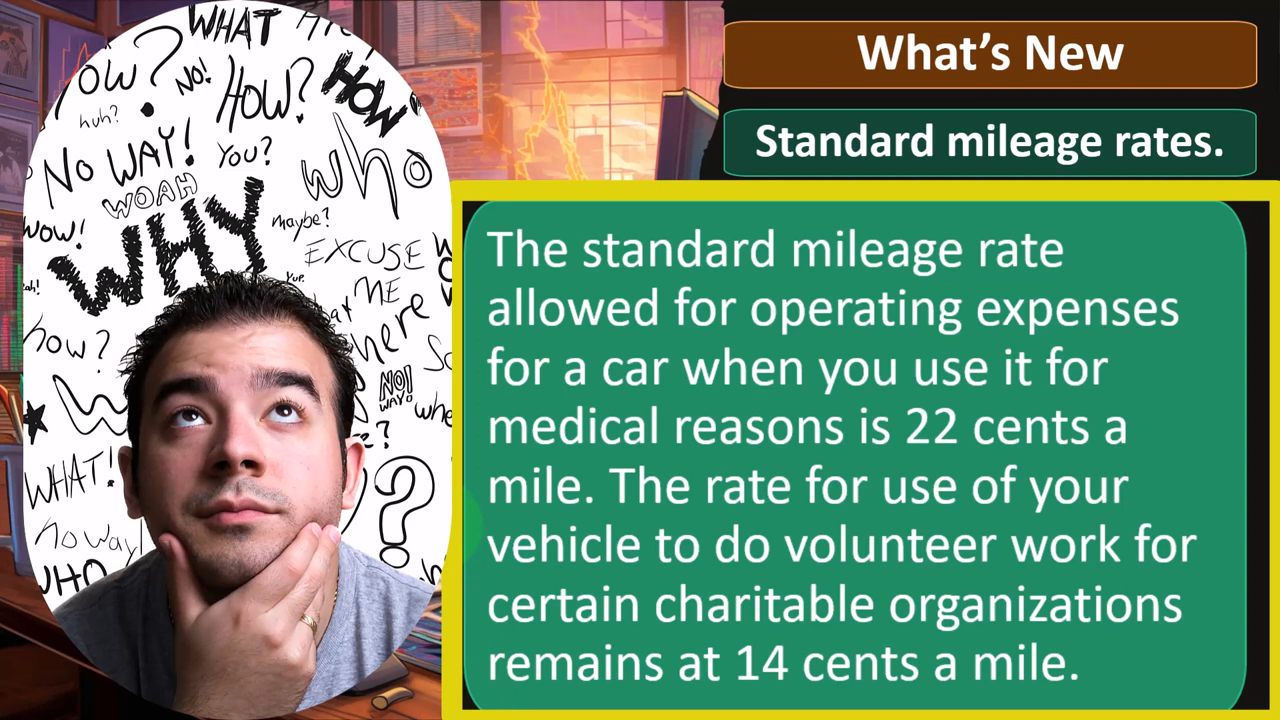 WHAT
OW?
NO!
HOW?
HOW
huh?
NO WAY!
YOU?
who
WOAH
WOW!
WHY
maybe?
EXCUSE
ME
Yup.
how?
here
NO!
WAY!
WHAT!
?
no way!
WHO
What's New
Standard mileage rates.
The standard mileage rate
allowed for operating expenses
for a car when you use it for
medical reasons is 22 cents a
mile. The rate for use of your
vehicle to do volunteer work for
certain charitable organizations
remains at 14 cents a mile.